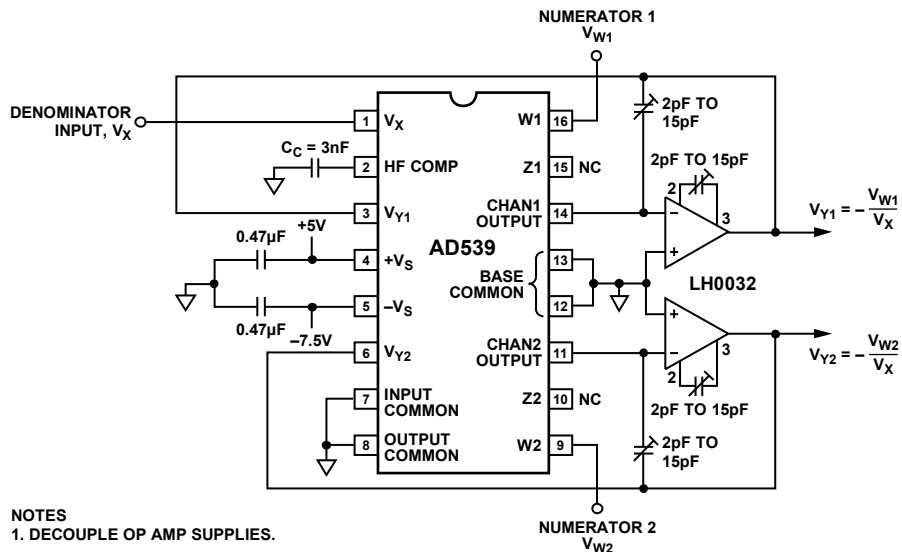 NUMERATOR 1
VW1
DENOMINATOR
INPUT, VX
1
VX
W1
16
2pF TO
15pF
CC = 3nF
2
HF COMP
Z1
15
NC
2pF TO 15pF
2
3
–
+
3
VY1
CHAN1
OUTPUT
14
VY1 = – VW1
VX
0.47µF
+5V
4
+VS
AD539
BASE
COMMON
13
12
LH0032
0.47µF
–7.5V
5
–VS
+
–
2
3
6
VY2
CHAN2
OUTPUT
11
VY2 = – VW2
VX
2pF TO 15pF
7
INPUT
COMMON
Z2
10
NC
8
OUTPUT
COMMON
W2
9
2pF TO
15pF
NUMERATOR 2
VW2
NOTES
1. DECOUPLE OP AMP SUPPLIES.